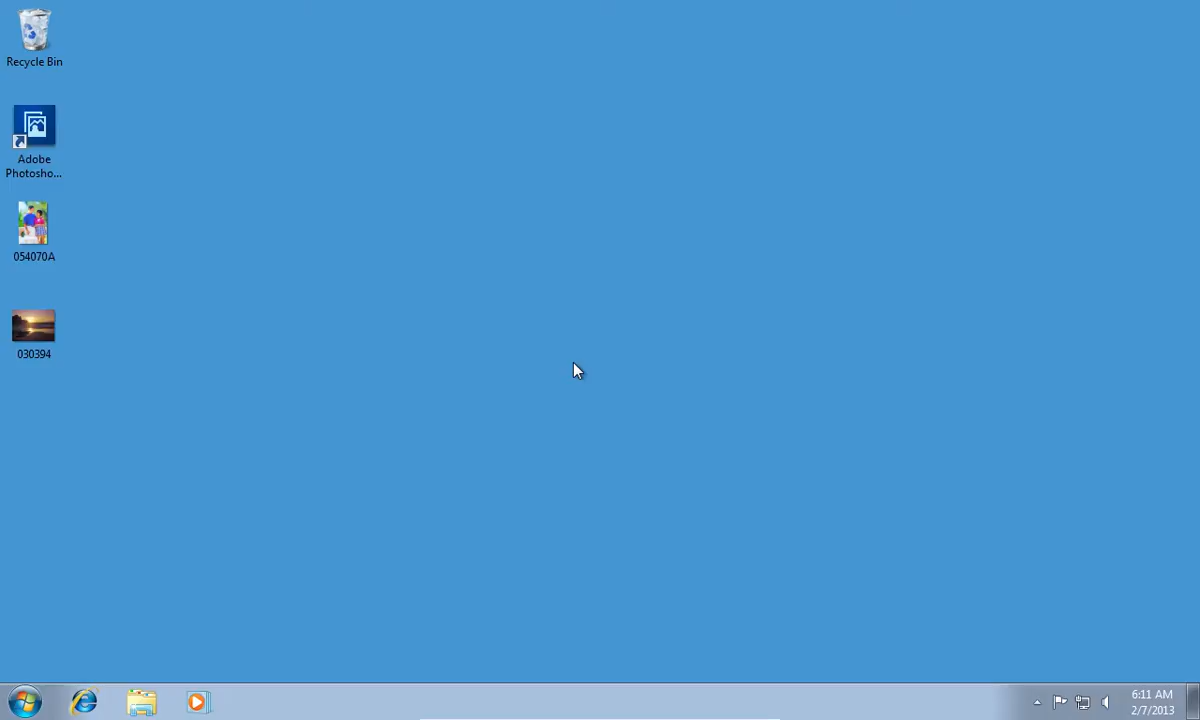 Recycle Bin
Adobe
Photosho...
054070A
030394
6:11 AM
2/7/2013